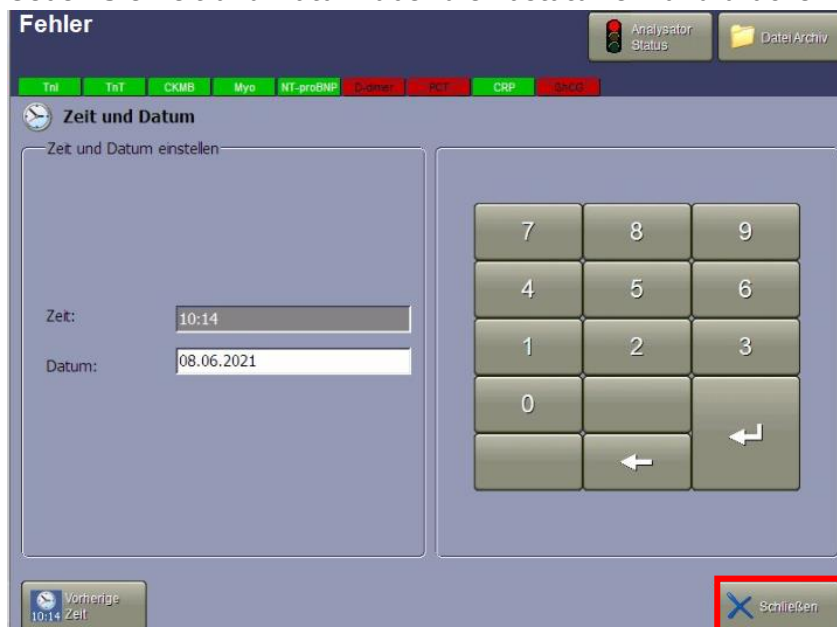 Fehler
Analysator
Status
Datei Archiv
TnI TnT CKMB Myo NT-proBNP D-dimer PCT CRP ßhCG
Zeit und Datum
Zeit und Datum einstellen
7 8 9
4 5 6
Zeit: 10:14
1 2 3
Datum: 08.06.2021
0
Vorherige
10:14 Zeit
Schließen